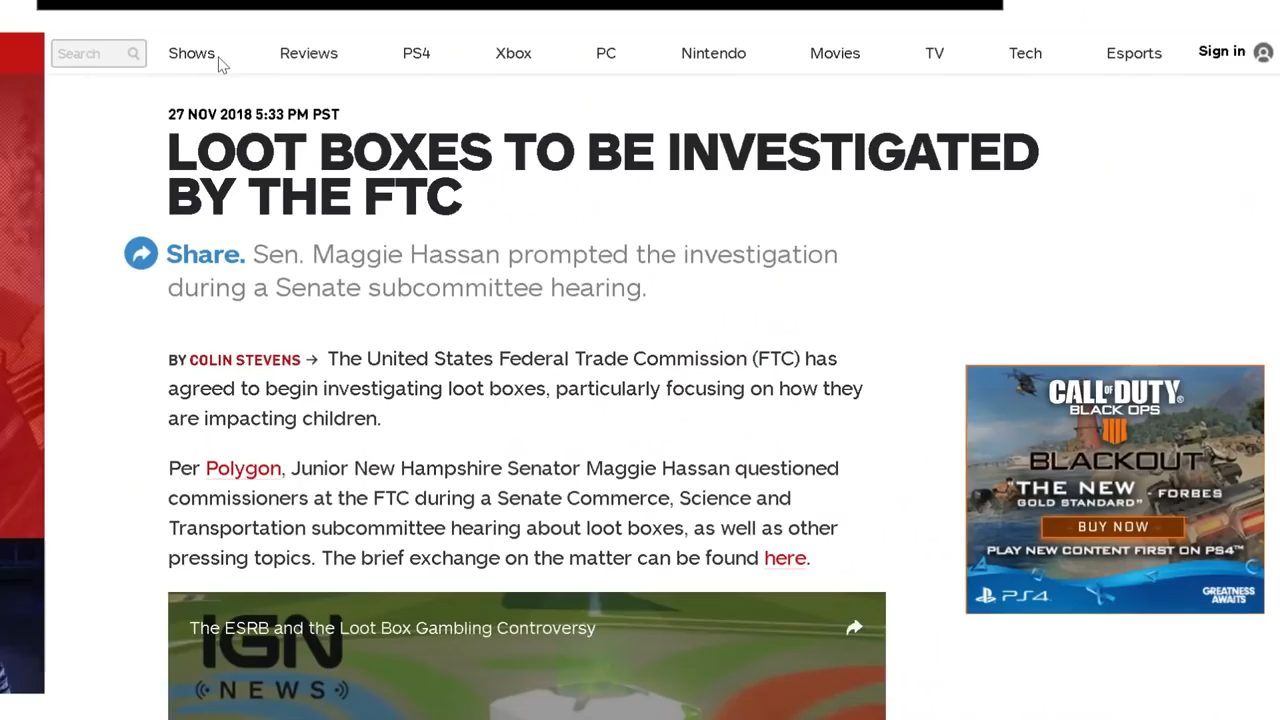 Search
Shows
Reviews
PS4
Xbox
PC
Nintendo
Movies
TV
Tech
Esports
Sign in
27 NOV 2018 5:33 PM PST
LOOT BOXES TO BE INVESTIGATED
BY THE FTC
Share. Sen. Maggie Hassan prompted the investigation
during a Senate subcommittee hearing.
BY COLIN STEVENS → The United States Federal Trade Commission (FTC) has
agreed to begin investigating loot boxes, particularly focusing on how they
are impacting children.
Per Polygon, Junior New Hampshire Senator Maggie Hassan questioned
commissioners at the FTC during a Senate Commerce, Science and
Transportation subcommittee hearing about loot boxes, as well as other
pressing topics. The brief exchange on the matter can be found here.
The ESRB and the Loot Box Gambling Controversy
IGN
NEWS
CALL OF DUTY®
BLACK OPS
IIII
BLACKOUT
"THE NEW
GOLD STANDARD" - FORBES
BUY NOW
PLAY NEW CONTENT FIRST ON PS4™
PS4
GREATNESS
AWAITS